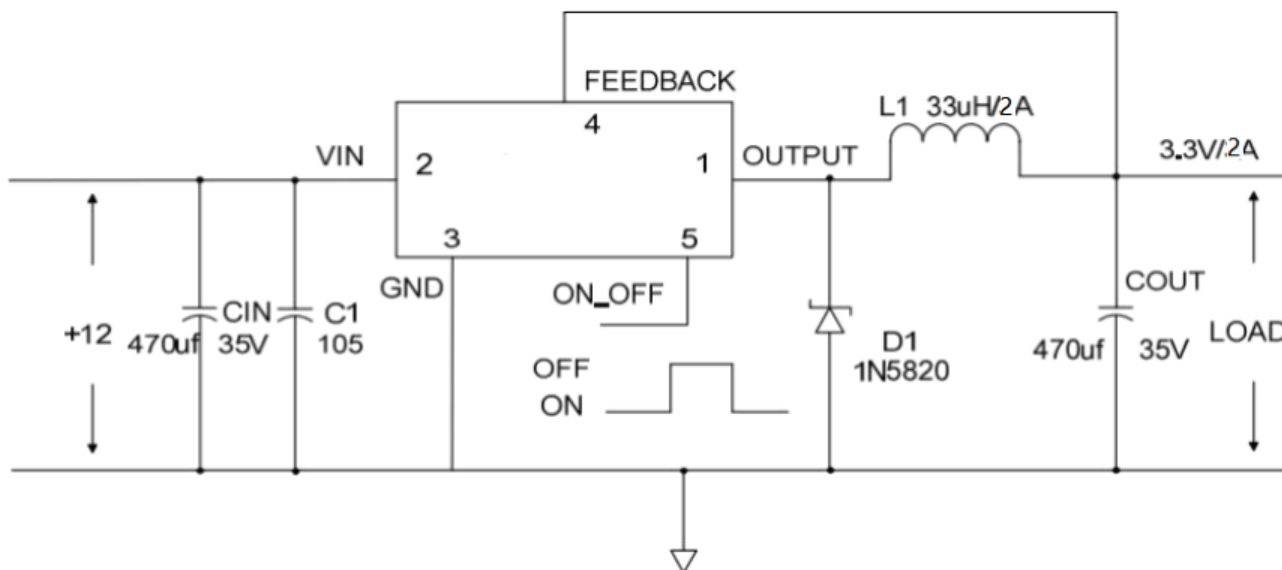 FEEDBACK
4
L1 33uH/2A
VIN
2
1
OUTPUT
3.3V/2A
3
5
GND
ON_OFF
COUT
+12
470uf
CIN
35V
C1
105
D1
1N5820
470uf
35V
LOAD
OFF
ON